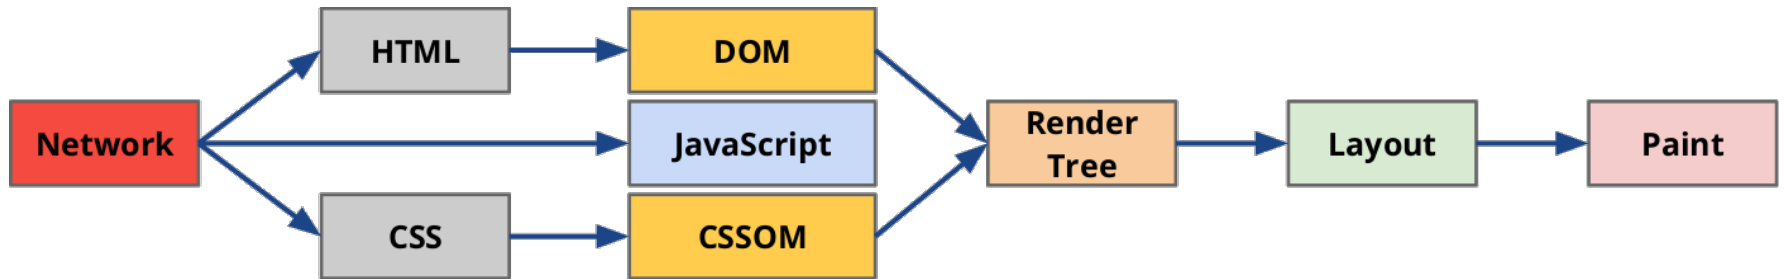 HTML
DOM
Network
JavaScript
Render
Tree
Layout
Paint
CSS
CSSOM